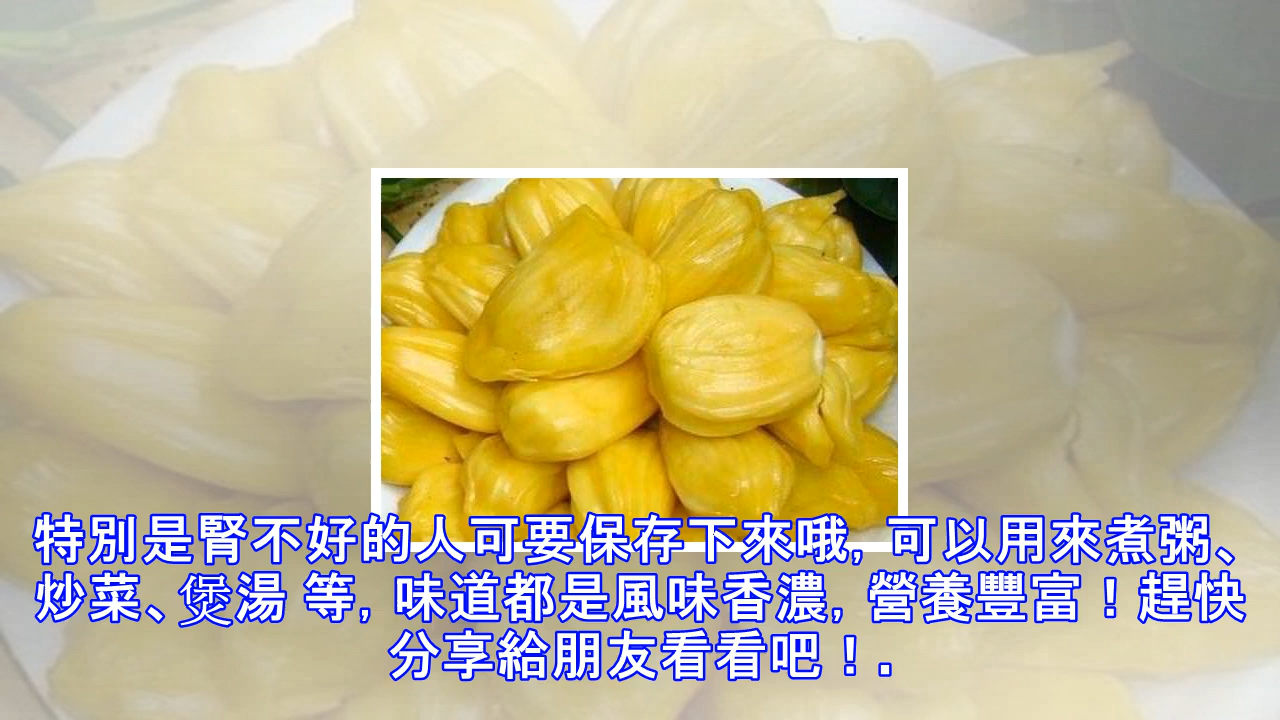 特別是腎不好的人可要保存下來哦, 可以用來煮粥、
炒菜、煲湯 等, 味道都是風味香濃, 營養豐富！趕快
分享給朋友看看吧！.